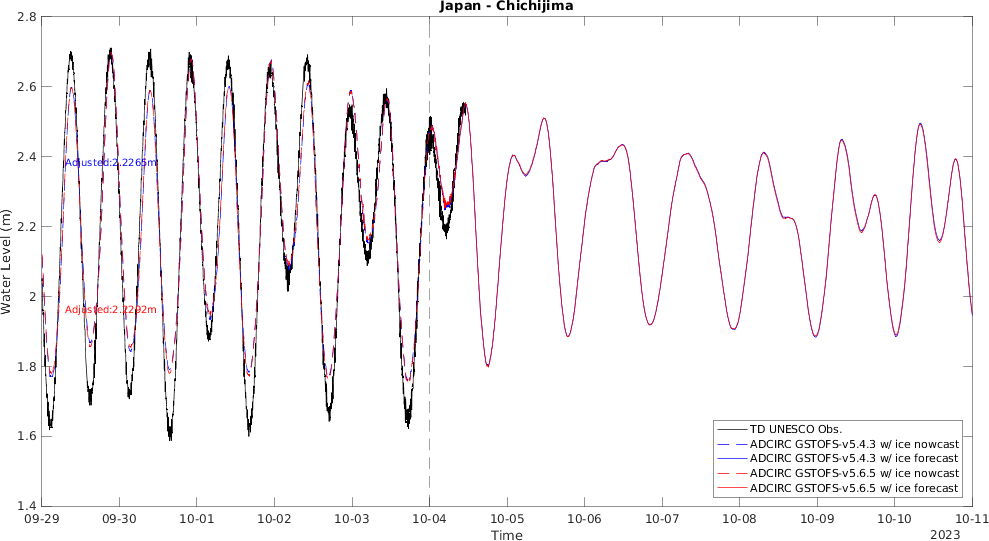 Japan - Chichijima
2.8
2.6
2.4
2.2
2
1.8
1.6
1.4
Water Level (m)
Adjusted:2.2265m
Adjusted:2.2292m
TD UNESCO Obs.
ADCIRC GSTOFS-v5.4.3 w/ ice nowcast
ADCIRC GSTOFS-v5.4.3 w/ ice forecast
ADCIRC GSTOFS-v5.6.5 w/ ice nowcast
ADCIRC GSTOFS-v5.6.5 w/ ice forecast
09-29 09-30 10-01 10-02 10-03 10-04 10-05 10-06 10-07 10-08 10-09 10-10 10-11
Time
2023